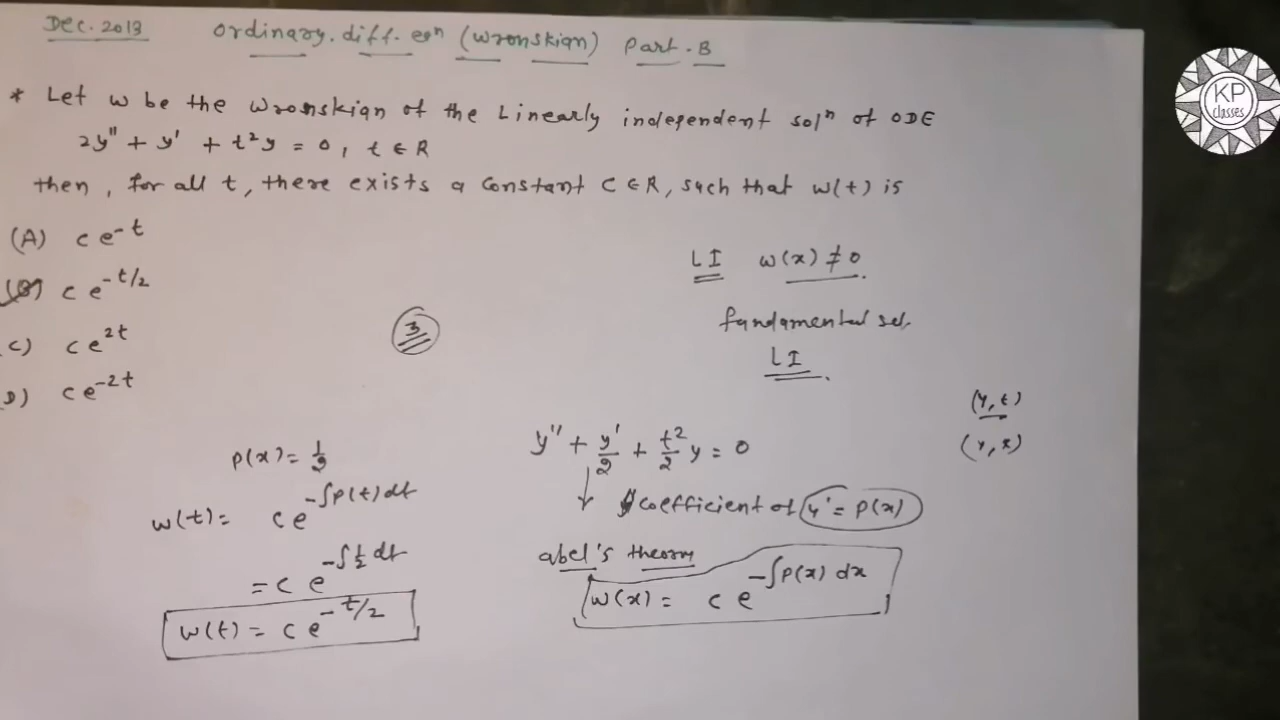 Dec. 2013 Ordinary. diff. eqⁿ (Wronskian) Part-B
KP
classes
* Let w be the Wronskian of the Linearly independent solⁿ of ODE
2y" + y' + t²y = 0, t ∈ R
then, for all t, there exists a constant C ∈ R, such that w(t) is
(A) c e^{-t}
(B) c e^{-t/2}
C) c e^{2t}
D) c e^{-2t}
3
LI w(x) ≠ 0
fundamental set.
LI
(y, t)
(y, x)
y" + y'/2 + t²/2 y = 0
coefficient of y' = P(x)
abel's theorm
w(x) = c e^{-∫P(x) dx}
P(x) = 1/2
w(t) = c e^{-∫P(t) dt}
= c e^{-∫1/2 dt}
w(t) = c e^{-t/2}